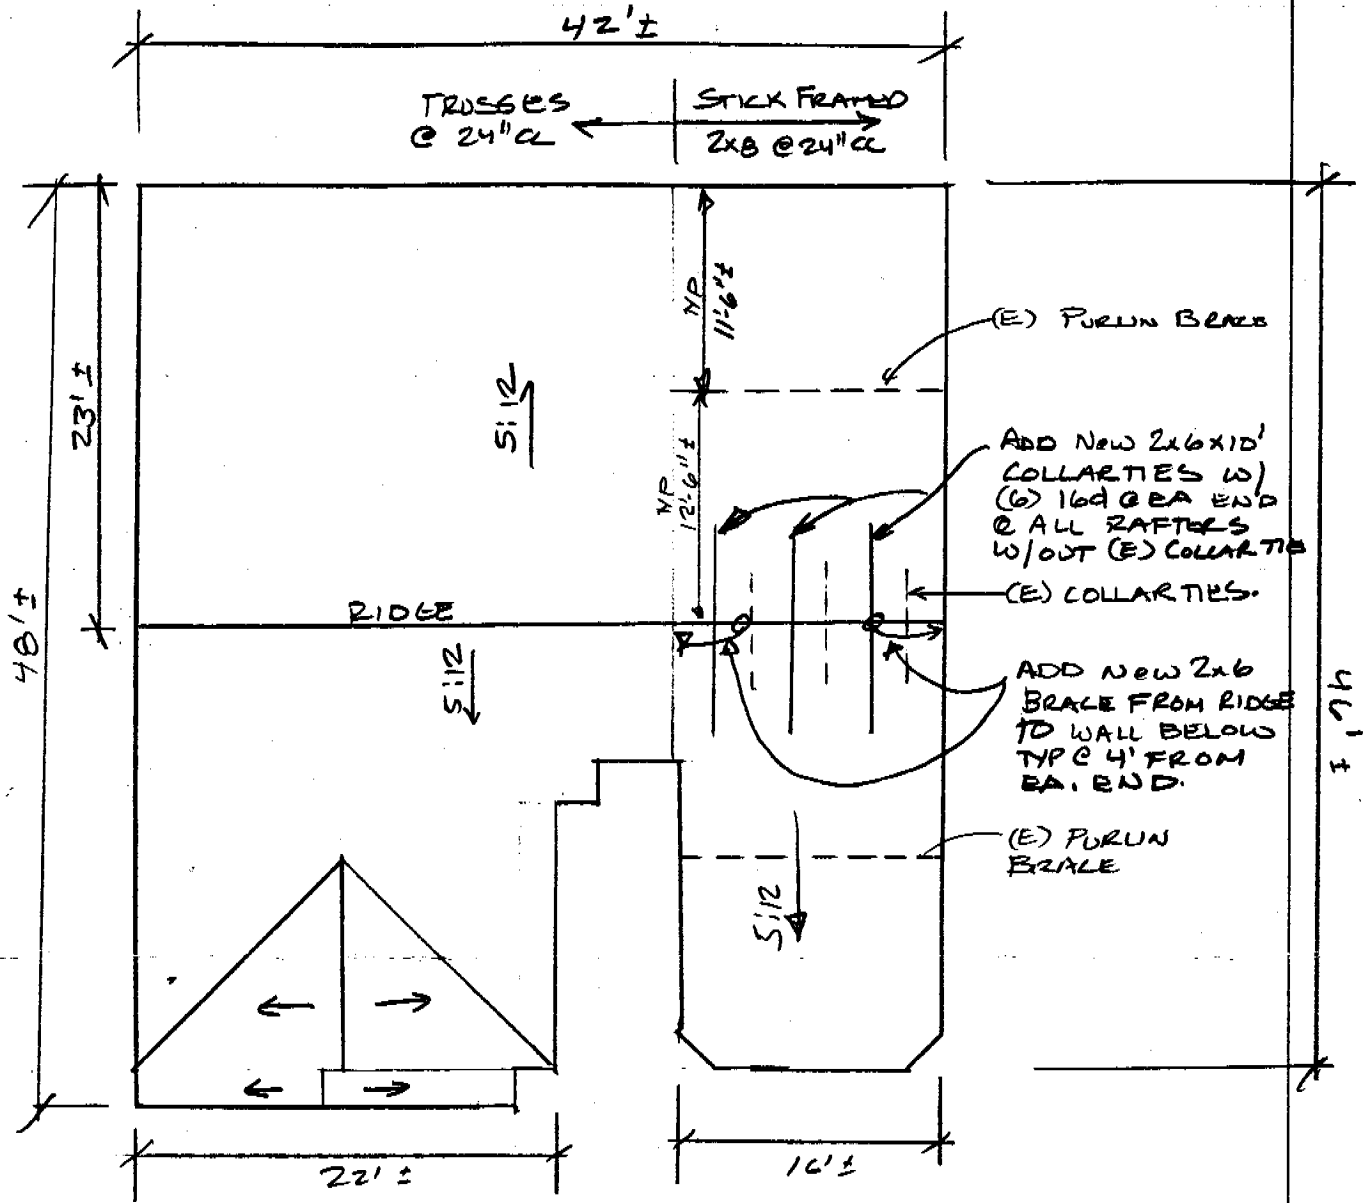 42'±
TRUSSES
@ 24" CL
STICK FRAMED
2x8 @ 24" CC
23'±
48'±
5:12
TYP
11'-6"±
(E) PURLIN BRACE
TYP
12'-6"±
ADD NEW 2x6x10'
COLLARTIES W/
(6) 16d @ EA END
@ ALL RAFTERS
W/OUT (E) COLLARTIE
(E) COLLARTIES.
RIDGE
5:12
ADD NEW 2x6
BRACE FROM RIDGE
TO WALL BELOW
TYP @ 4' FROM
EA. END.
47'±
(E) PURLIN
BRACE
5:12
22'±
16'±